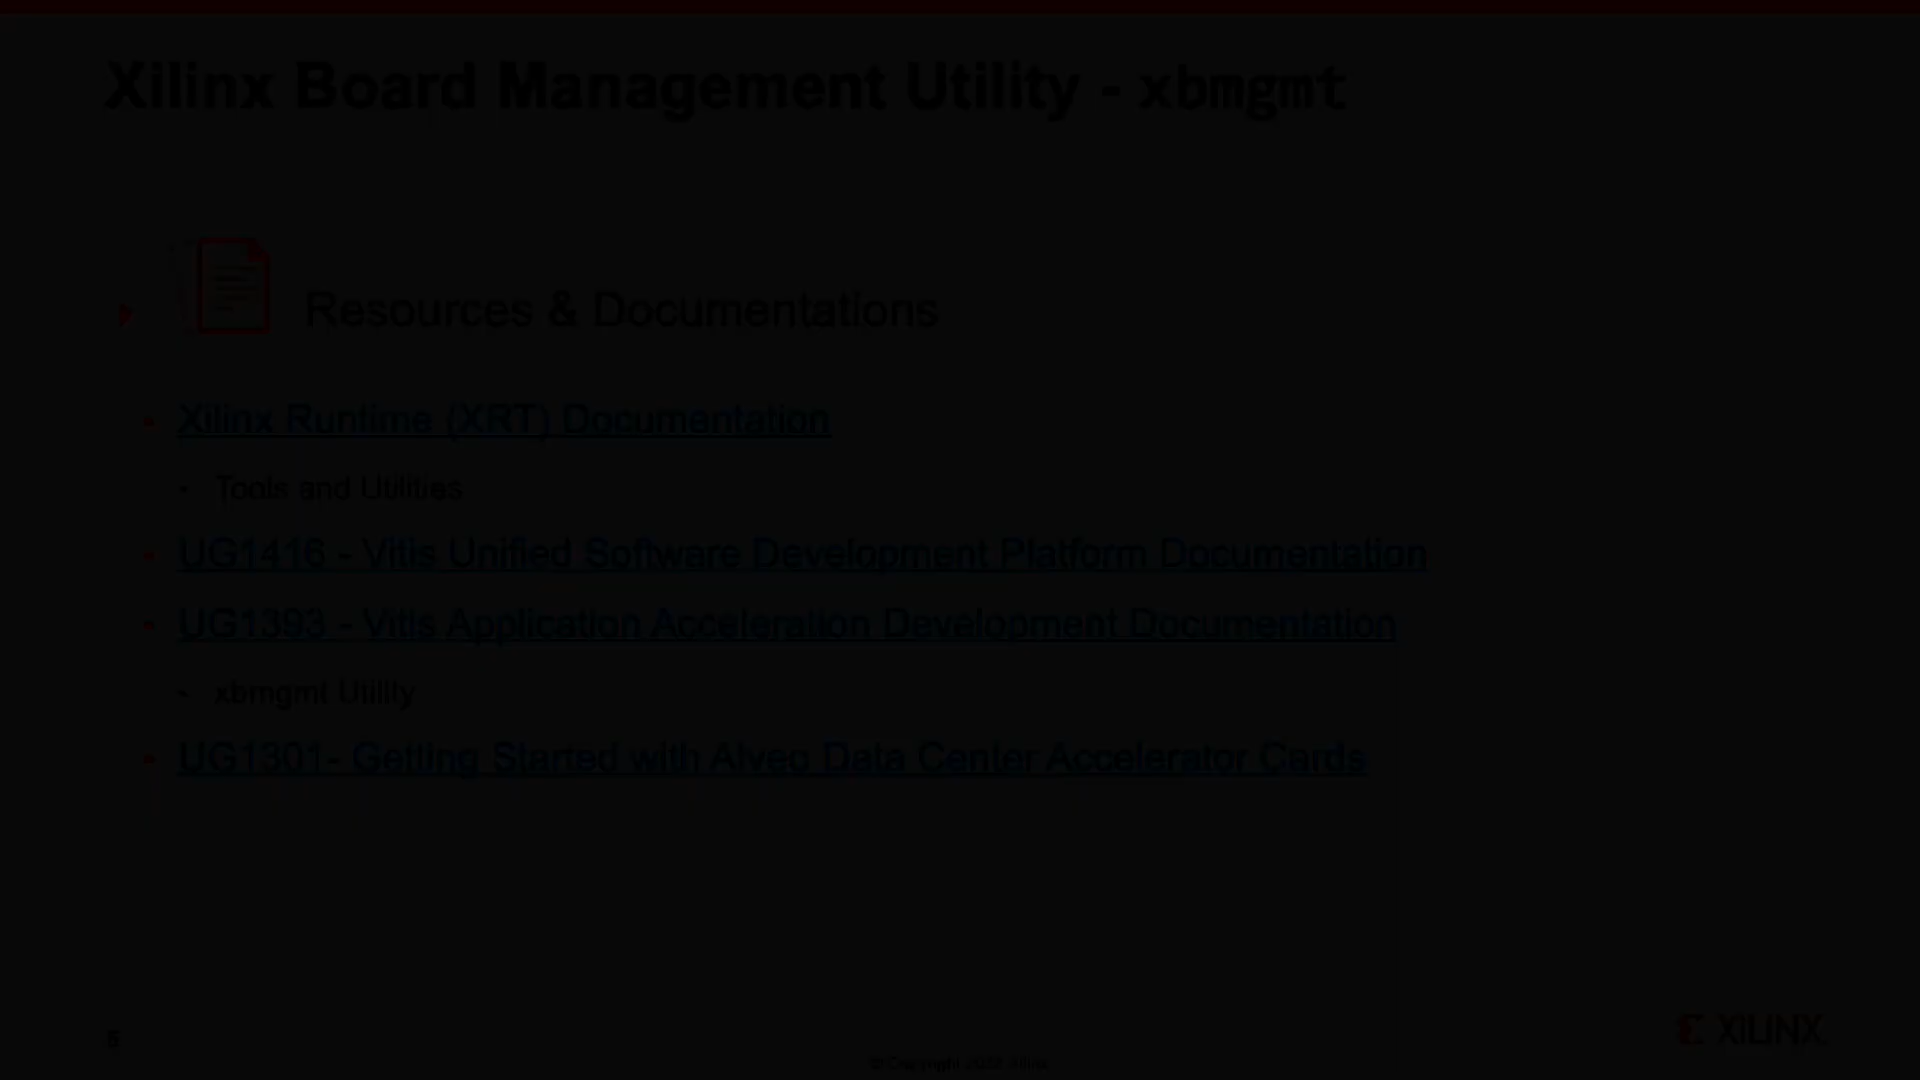 Xilinx Board Management Utility - xbmgmt
Resources & Documentations
Xilinx Runtime (XRT) Documentation
Tools and Utilities
UG1416 - Vitis Unified Software Development Platform Documentation
UG1393 - Vitis Application Acceleration Development Documentation
xbmgmt Utility
UG1301- Getting Started with Alveo Data Center Accelerator Cards
XILINX
© Copyright Xilinx